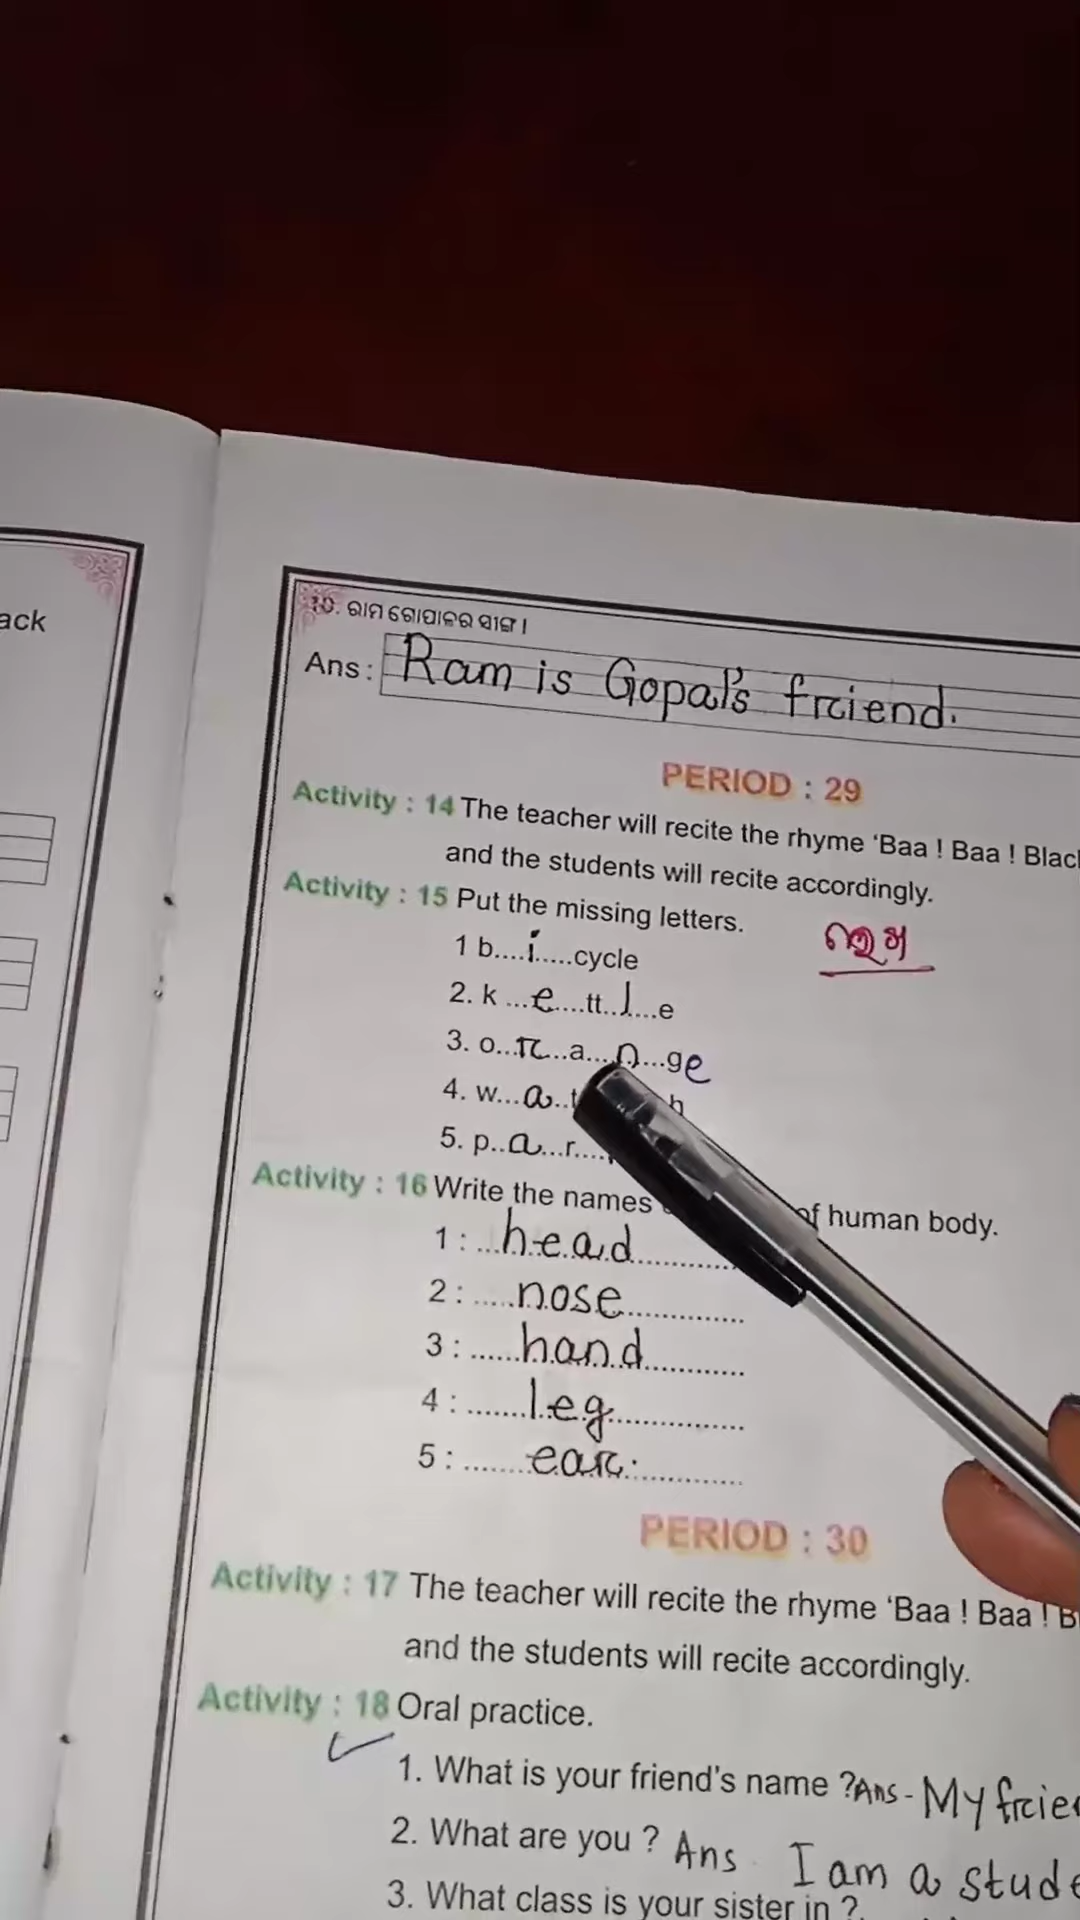 ack
10. ରାମ ଗୋପାଳର ସାଙ୍ଗ ।
Ans : Ram is Gopal's friend.
PERIOD : 29
Activity : 14 The teacher will recite the rhyme ‘Baa ! Baa ! Blac
and the students will recite accordingly.
Activity : 15 Put the missing letters.
1 b....i.....cycle
2. k ...e....tt..l...e
3. o...r...a...n...ge
4. w...a..t h
5. p..a...r....
Activity : 16 Write the names of human body.
1 : ...head............
2 : .....nose..............
3 : ......hand............
4 : .......leg................
5 : ........ear.............
PERIOD : 30
Activity : 17 The teacher will recite the rhyme ‘Baa ! Baa ! B
and the students will recite accordingly.
Activity : 18 Oral practice.
1. What is your friend's name ? Ans - My frie
2. What are you ? Ans I am a stude
3. What class is your sister in ?